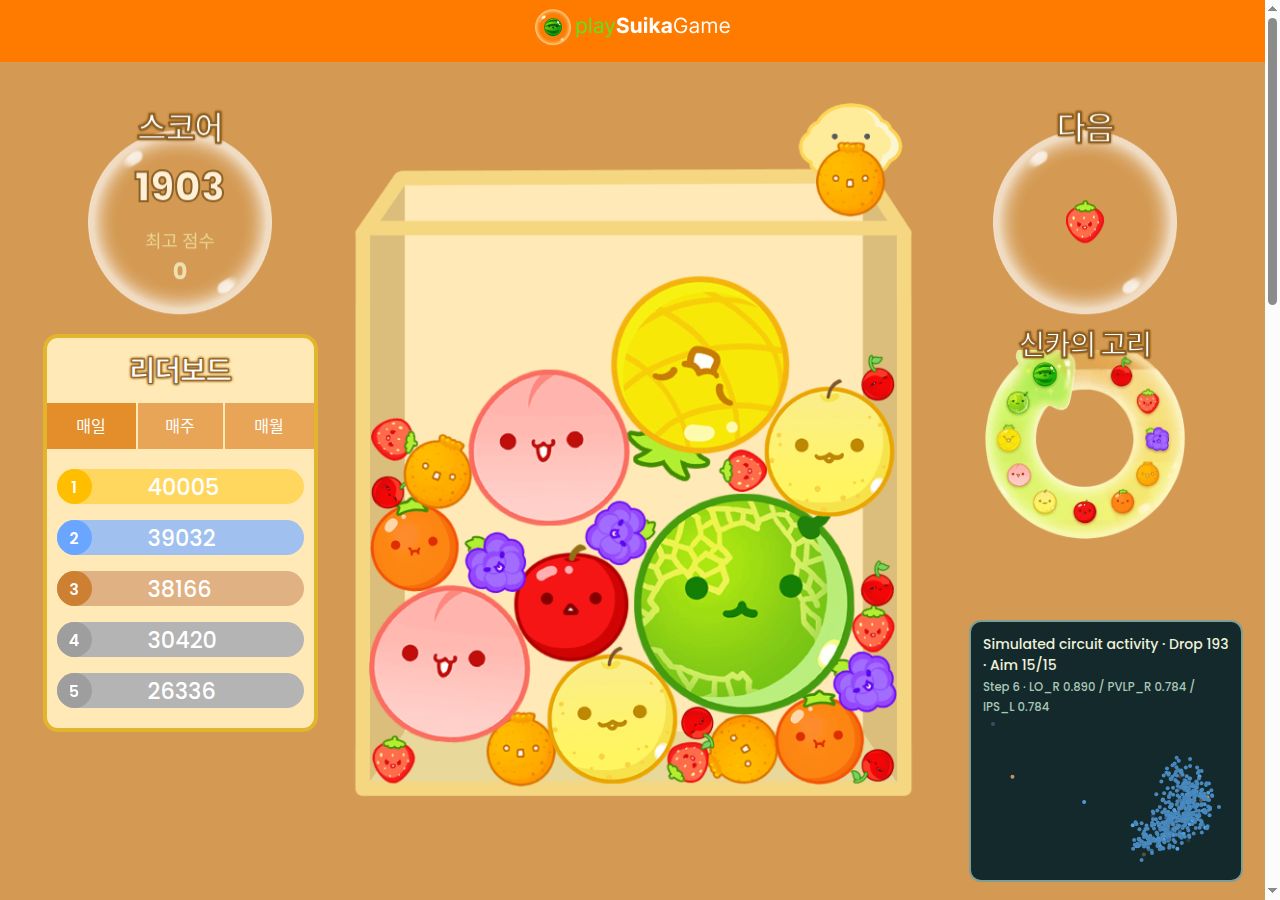 playSuikaGame
스코어
1903
최고 점수
0
리더보드
매일 매주 매월
1 40005
2 39032
3 38166
4 30420
5 26336
다음
신카의 고리
Simulated circuit activity · Drop 193
· Aim 15/15
Step 6 · LO_R 0.890 / PVLP_R 0.784 /
IPS_L 0.784